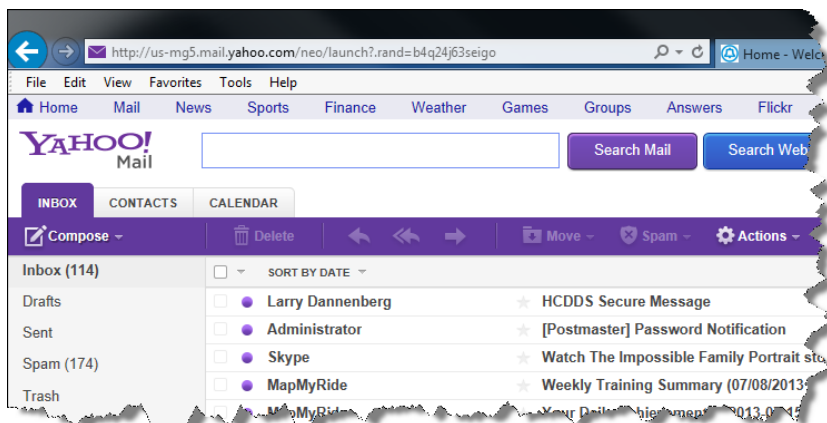 http://us-mg5.mail.yahoo.com/neo/launch?.rand=b4q24j63seigo Home - Welc
File Edit View Favorites Tools Help
Home Mail News Sports Finance Weather Games Groups Answers Flickr
YAHOO! Mail Search Mail Search Web
INBOX CONTACTS CALENDAR
Compose Delete Move Spam Actions
Inbox (114) SORT BY DATE
Drafts Larry Dannenberg HCDDS Secure Message
Sent Administrator [Postmaster] Password Notification
Spam (174) Skype Watch The Impossible Family Portrait
Trash MapMyRide Weekly Training Summary (07/08/2013